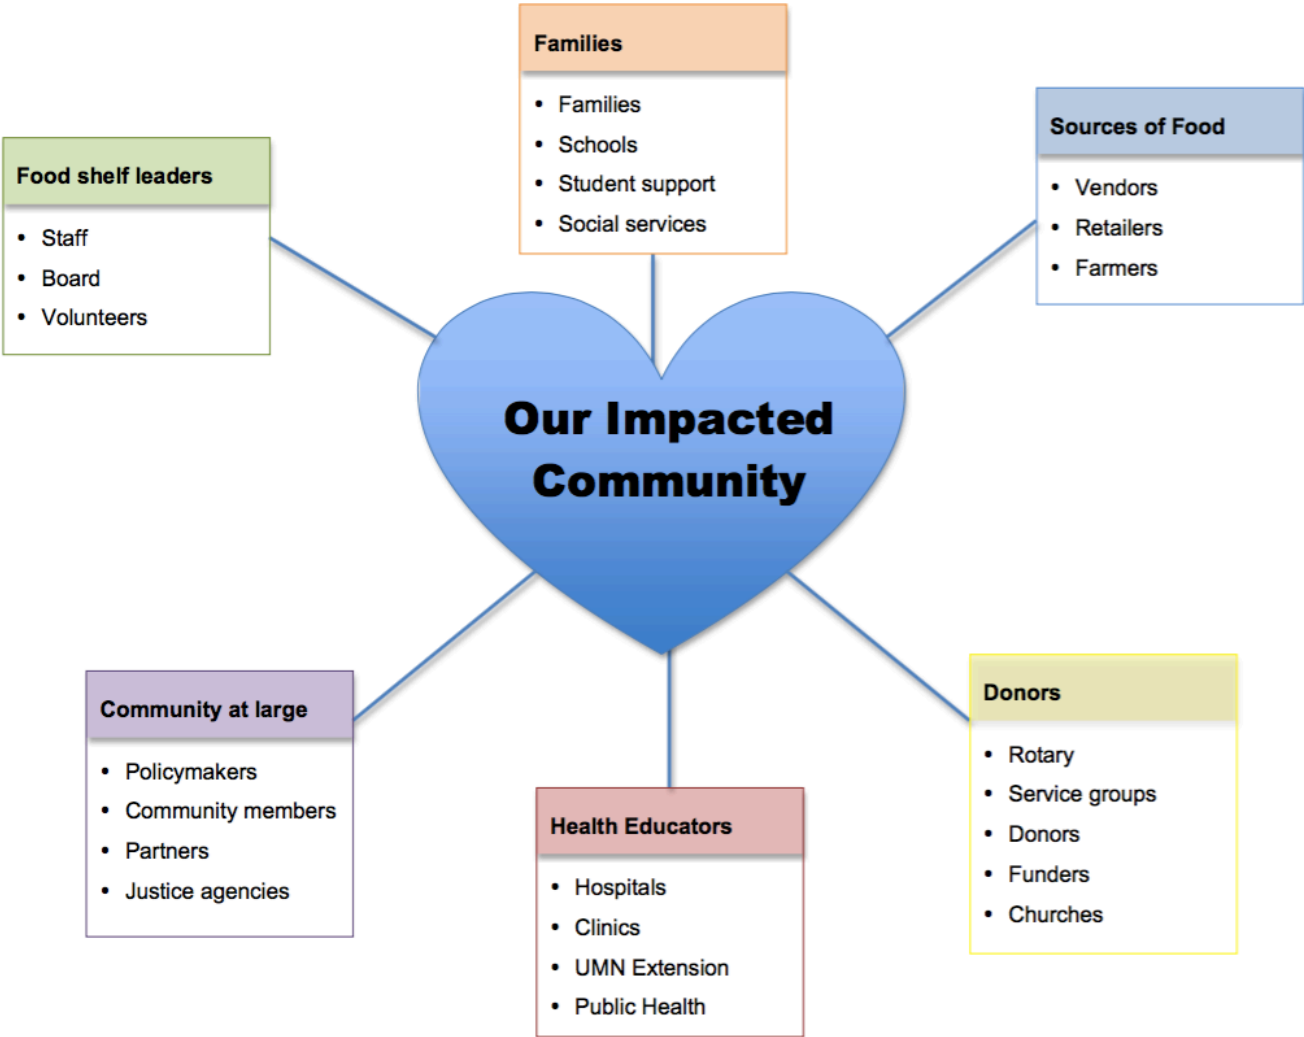 Families
• Families
• Schools
• Student support
• Social services
Sources of Food
• Vendors
• Retailers
• Farmers
Food shelf leaders
• Staff
• Board
• Volunteers
Our Impacted
Community
Community at large
• Policymakers
• Community members
• Partners
• Justice agencies
Health Educators
• Hospitals
• Clinics
• UMN Extension
• Public Health
Donors
• Rotary
• Service groups
• Donors
• Funders
• Churches